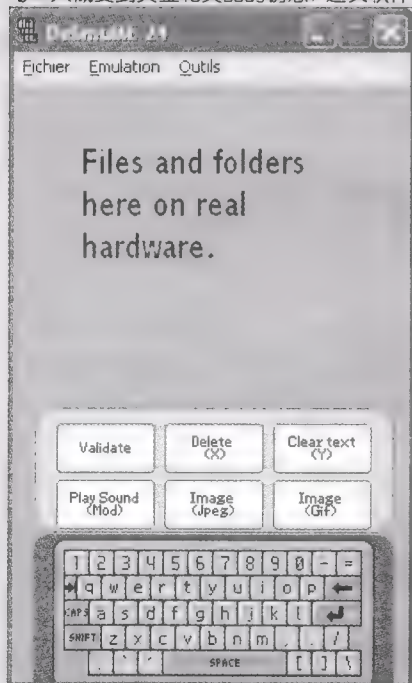 Fichier Emulation Outils
Files and folders
here on real
hardware.
Validate
Delete
(X)
Clear text
(Y)
Play Sound
(Mod)
Image
(Jpeg)
Image
(Gif)
1 2 3 4 5 6 7 8 9 0 - =
q w e r t y u i o p
CAPS a s d f g h j k l
SHIFT z x c v b n m , . /
SPACE [ ] \